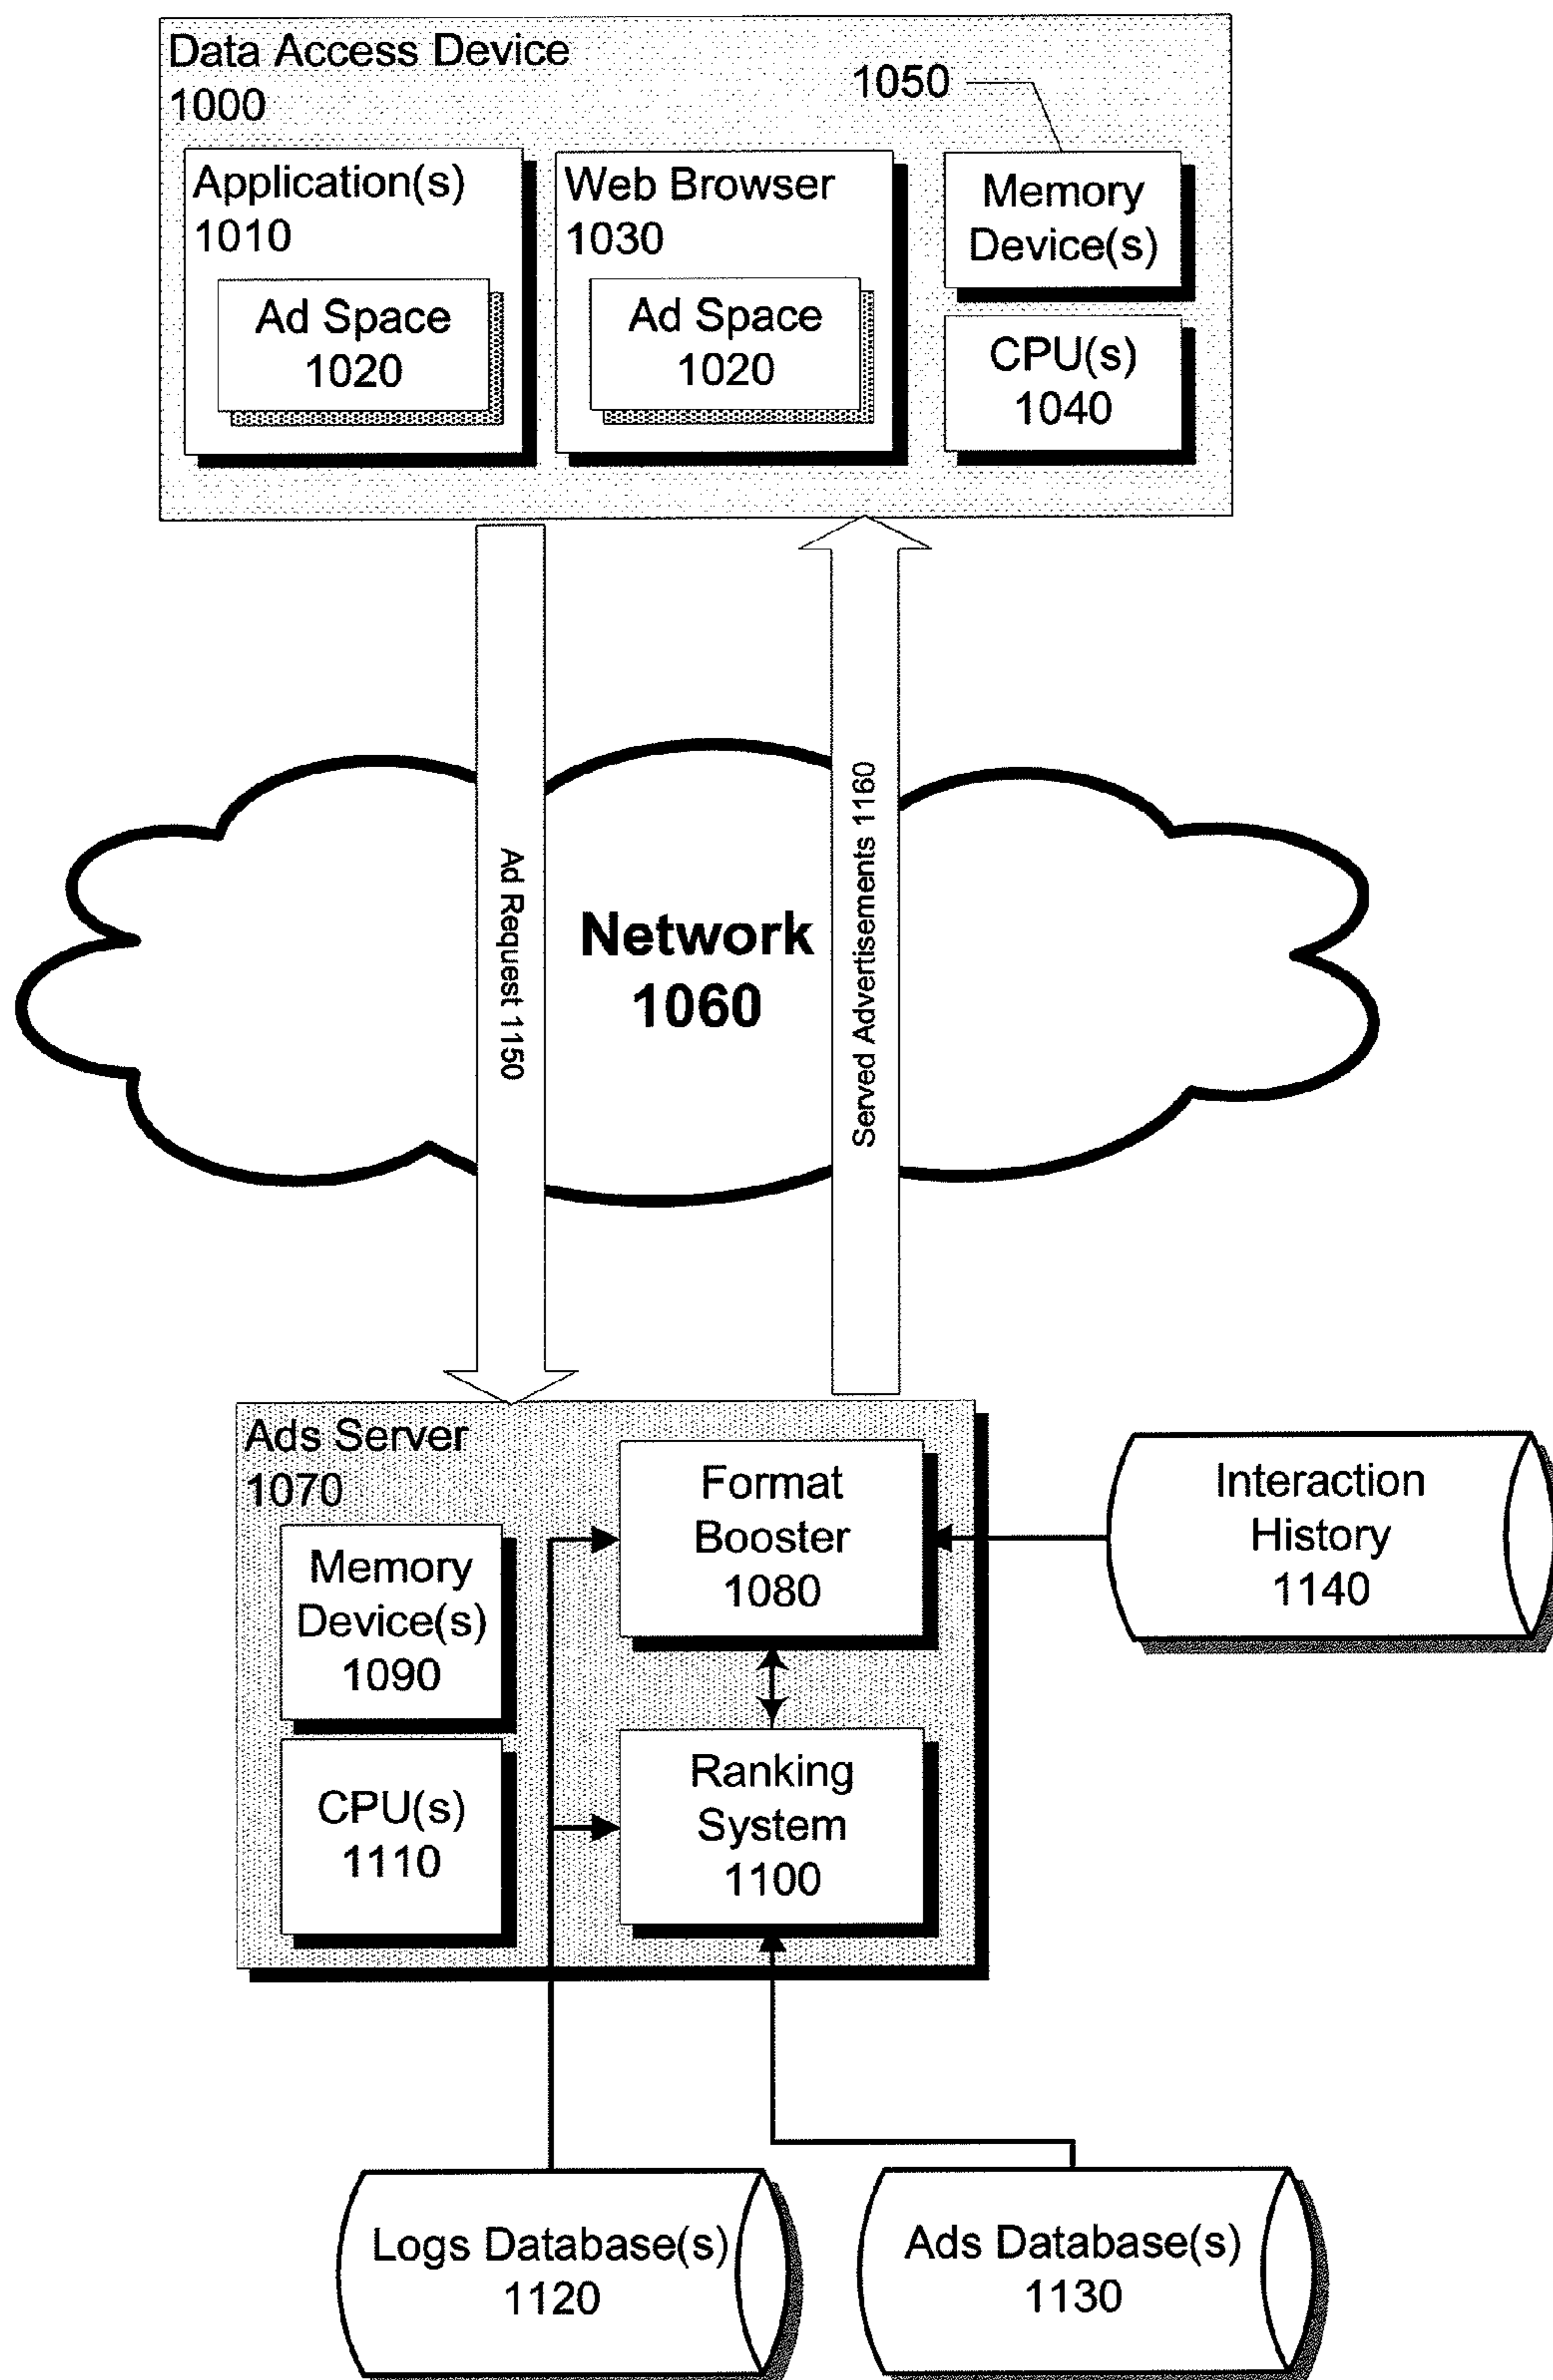 Data Access Device
1000
1050
Application(s)
1010
Ad Space
1020
Web Browser
1030
Ad Space
1020
Memory
Device(s)
CPU(s)
1040
Ad Request 1150
Network
1060
Served Advertisements 1160
Ads Server
1070
Memory
Device(s)
1090
CPU(s)
1110
Format
Booster
1080
Ranking
System
1100
Interaction
History
1140
Logs Database(s)
1120
Ads Database(s)
1130